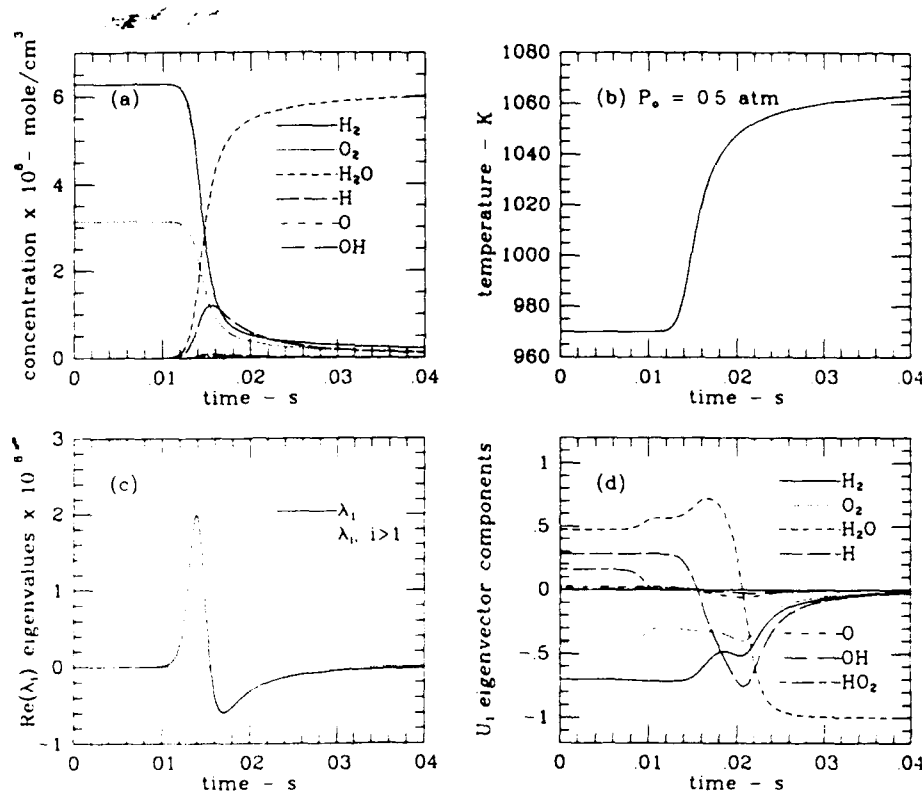 concentration x 10⁸ - mole/cm³
6
4
2
0
(a)
H₂
O₂
H₂O
H
O
OH
0 .01 .02 .03 .04
time - s
temperature - K
1080
1060
1040
1020
1000
980
960
(b) Pₒ = 0.5 atm
0 .01 .02 .03 .04
time - s
Re(λᵢ) eigenvalues x 10
3
2
1
0
-1
(c)
λ₁
λᵢ, i>1
0 .01 .02 .03 .04
time - s
U₁ eigenvector components
1
.5
0
-.5
-1
(d)
H₂
O₂
H₂O
H
O
OH
HO₂
0 .01 .02 .03 .04
time - s